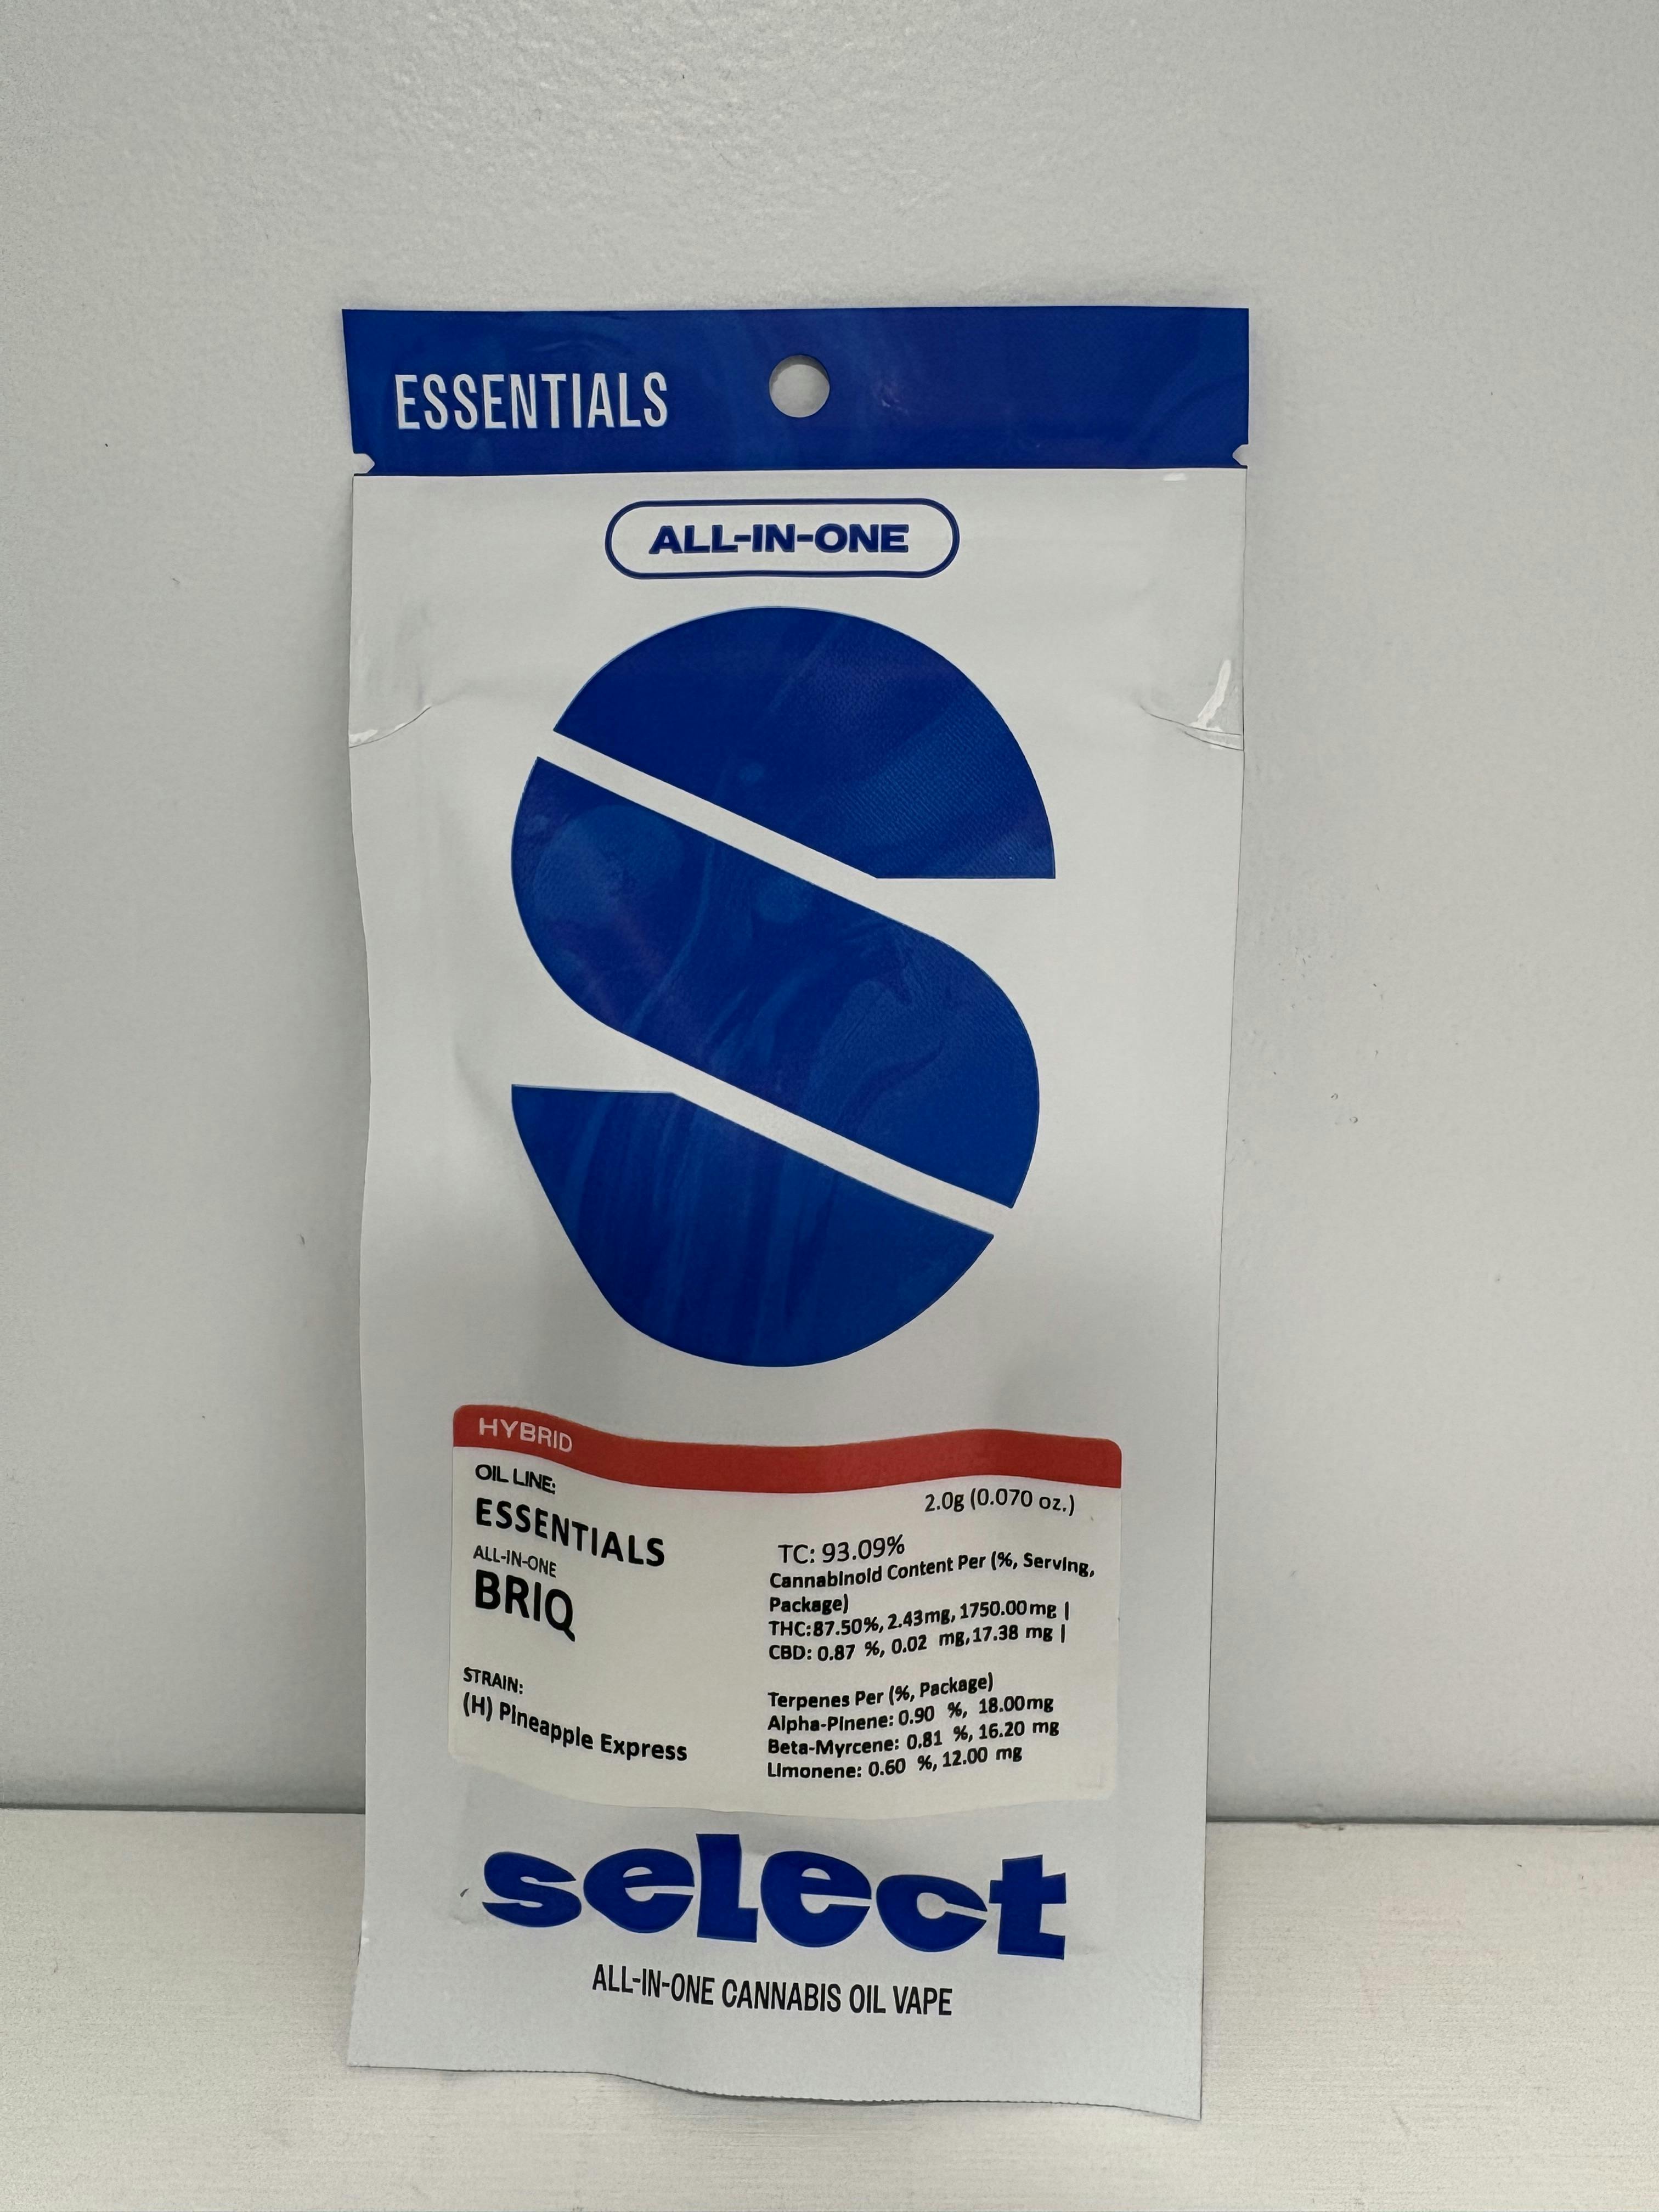 ESSENTIALS
ALL-IN-ONE
HYBRID
OIL LINE:
ESSENTIALS
ALL-IN-ONE
BRIQ
STRAIN:
(H) Pineapple Express
2.0g (0.070 oz.)
TC: 93.09%
Cannabinoid Content Per (%, Serving,
Package)
THC:87.50%, 2.43mg, 1750.00mg |
CBD: 0.87 %, 0.02 mg,17.38 mg |
Terpenes Per (%, Package)
Alpha-Pinene: 0.90 %, 18.00mg
Beta-Myrcene: 0.81 %, 16.20 mg
Limonene: 0.60 %, 12.00 mg
select
ALL-IN-ONE CANNABIS OIL VAPE